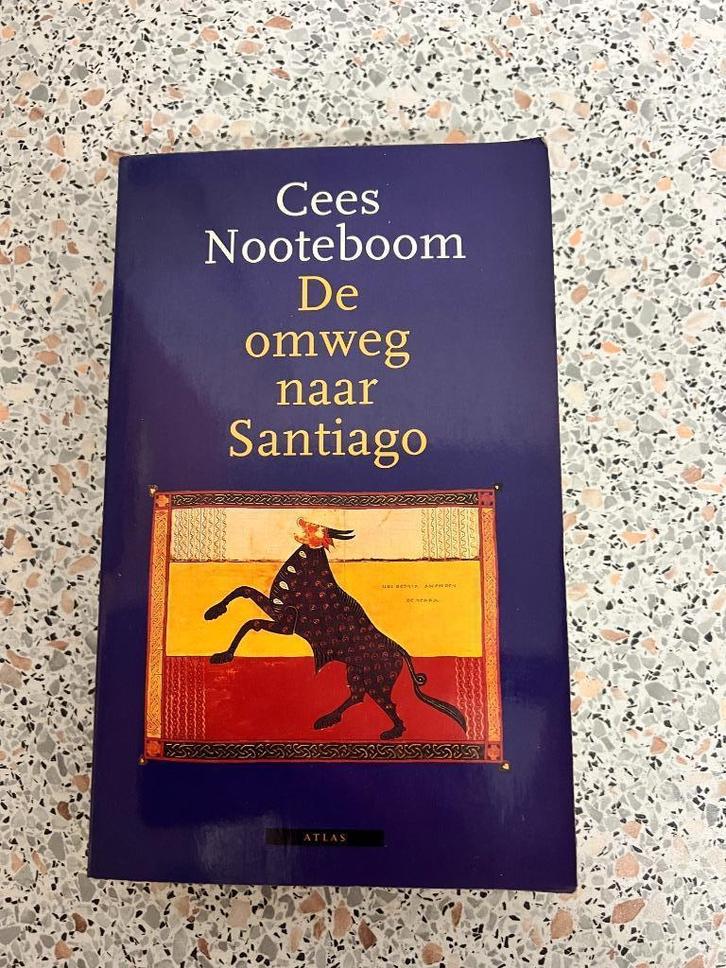 Cees
Nooteboom
De
omweg
naar
Santiago
ATLAS